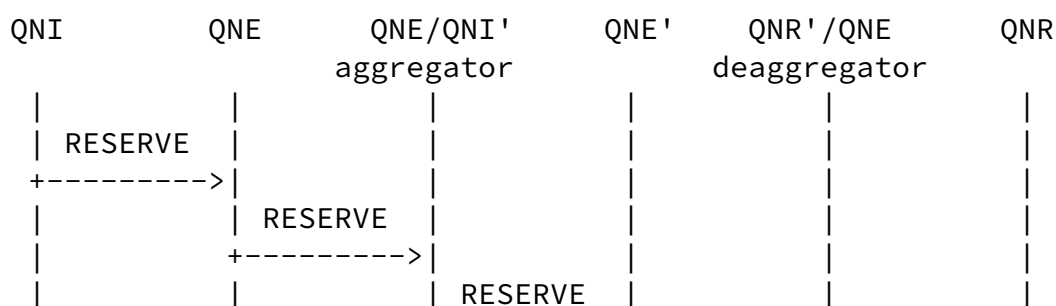 QNI QNE QNE/QNI' QNE' QNR'/QNE QNR
aggregator deaggregator
| | | | | |
| RESERVE | | | | |
+--------->| | | | |
| | RESERVE | | | |
| +--------->| | | |
| | | RESERVE | | |